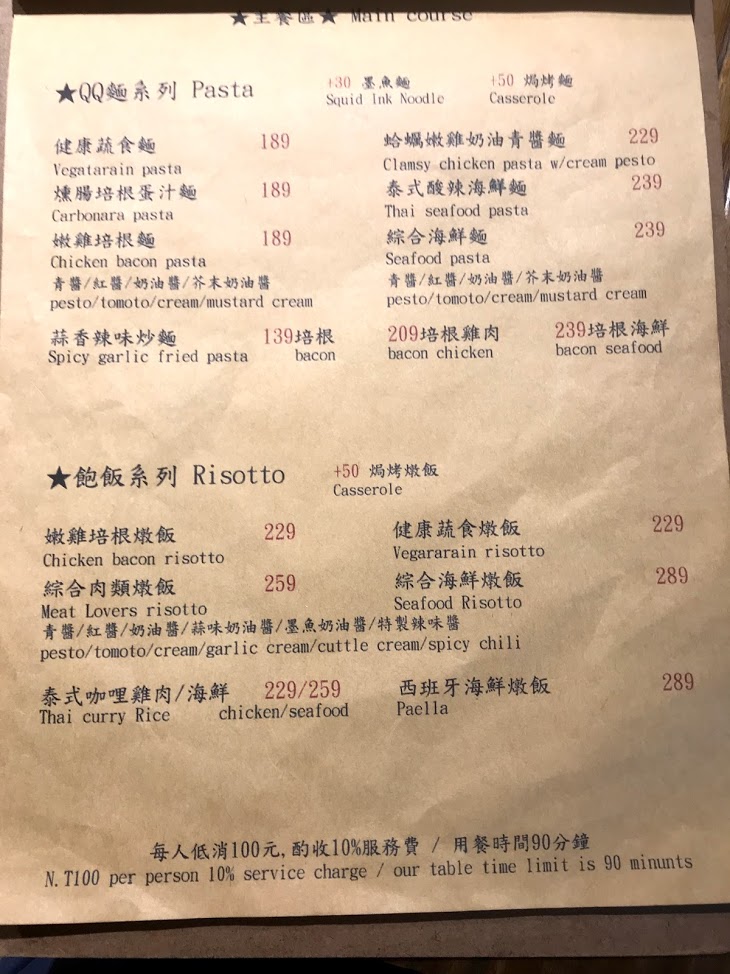 ★主餐區★ Main course
★QQ麵系列 Pasta +30 墨魚麵 +50 焗烤麵
Squid Ink Noodle Casserole
健康蔬食麵 189 蛤蠣嫩雞奶油青醬麵 229
Vegatarain pasta Clamsy chicken pasta w/cream pesto
燻腸培根蛋汁麵 189 泰式酸辣海鮮麵 239
Carbonara pasta Thai seafood pasta
嫩雞培根麵 189 綜合海鮮麵 239
Chicken bacon pasta Seafood pasta
青醬/紅醬/奶油醬/芥末奶油醬 青醬/紅醬/奶油醬/芥末奶油醬
pesto/tomoto/cream/mustard cream pesto/tomoto/cream/mustard cream
蒜香辣味炒麵 139培根 209培根雞肉 239培根海鮮
Spicy garlic fried pasta bacon bacon chicken bacon seafood
★飽飯系列 Risotto +50 焗烤燉飯
Casserole
嫩雞培根燉飯 229 健康蔬食燉飯 229
Chicken bacon risotto Vegararain risotto
綜合肉類燉飯 259 綜合海鮮燉飯 289
Meat Lovers risotto Seafood Risotto
青醬/紅醬/奶油醬/蒜味奶油醬/墨魚奶油醬/特製辣味醬
pesto/tomoto/cream/garlic cream/cuttle cream/spicy chili
泰式咖哩雞肉/海鮮 229/259 西班牙海鮮燉飯 289
Thai curry Rice chicken/seafood Paella
每人低消100元,酌收10%服務費 / 用餐時間90分鐘
N.T100 per person 10% service charge / our table time limit is 90 minunts